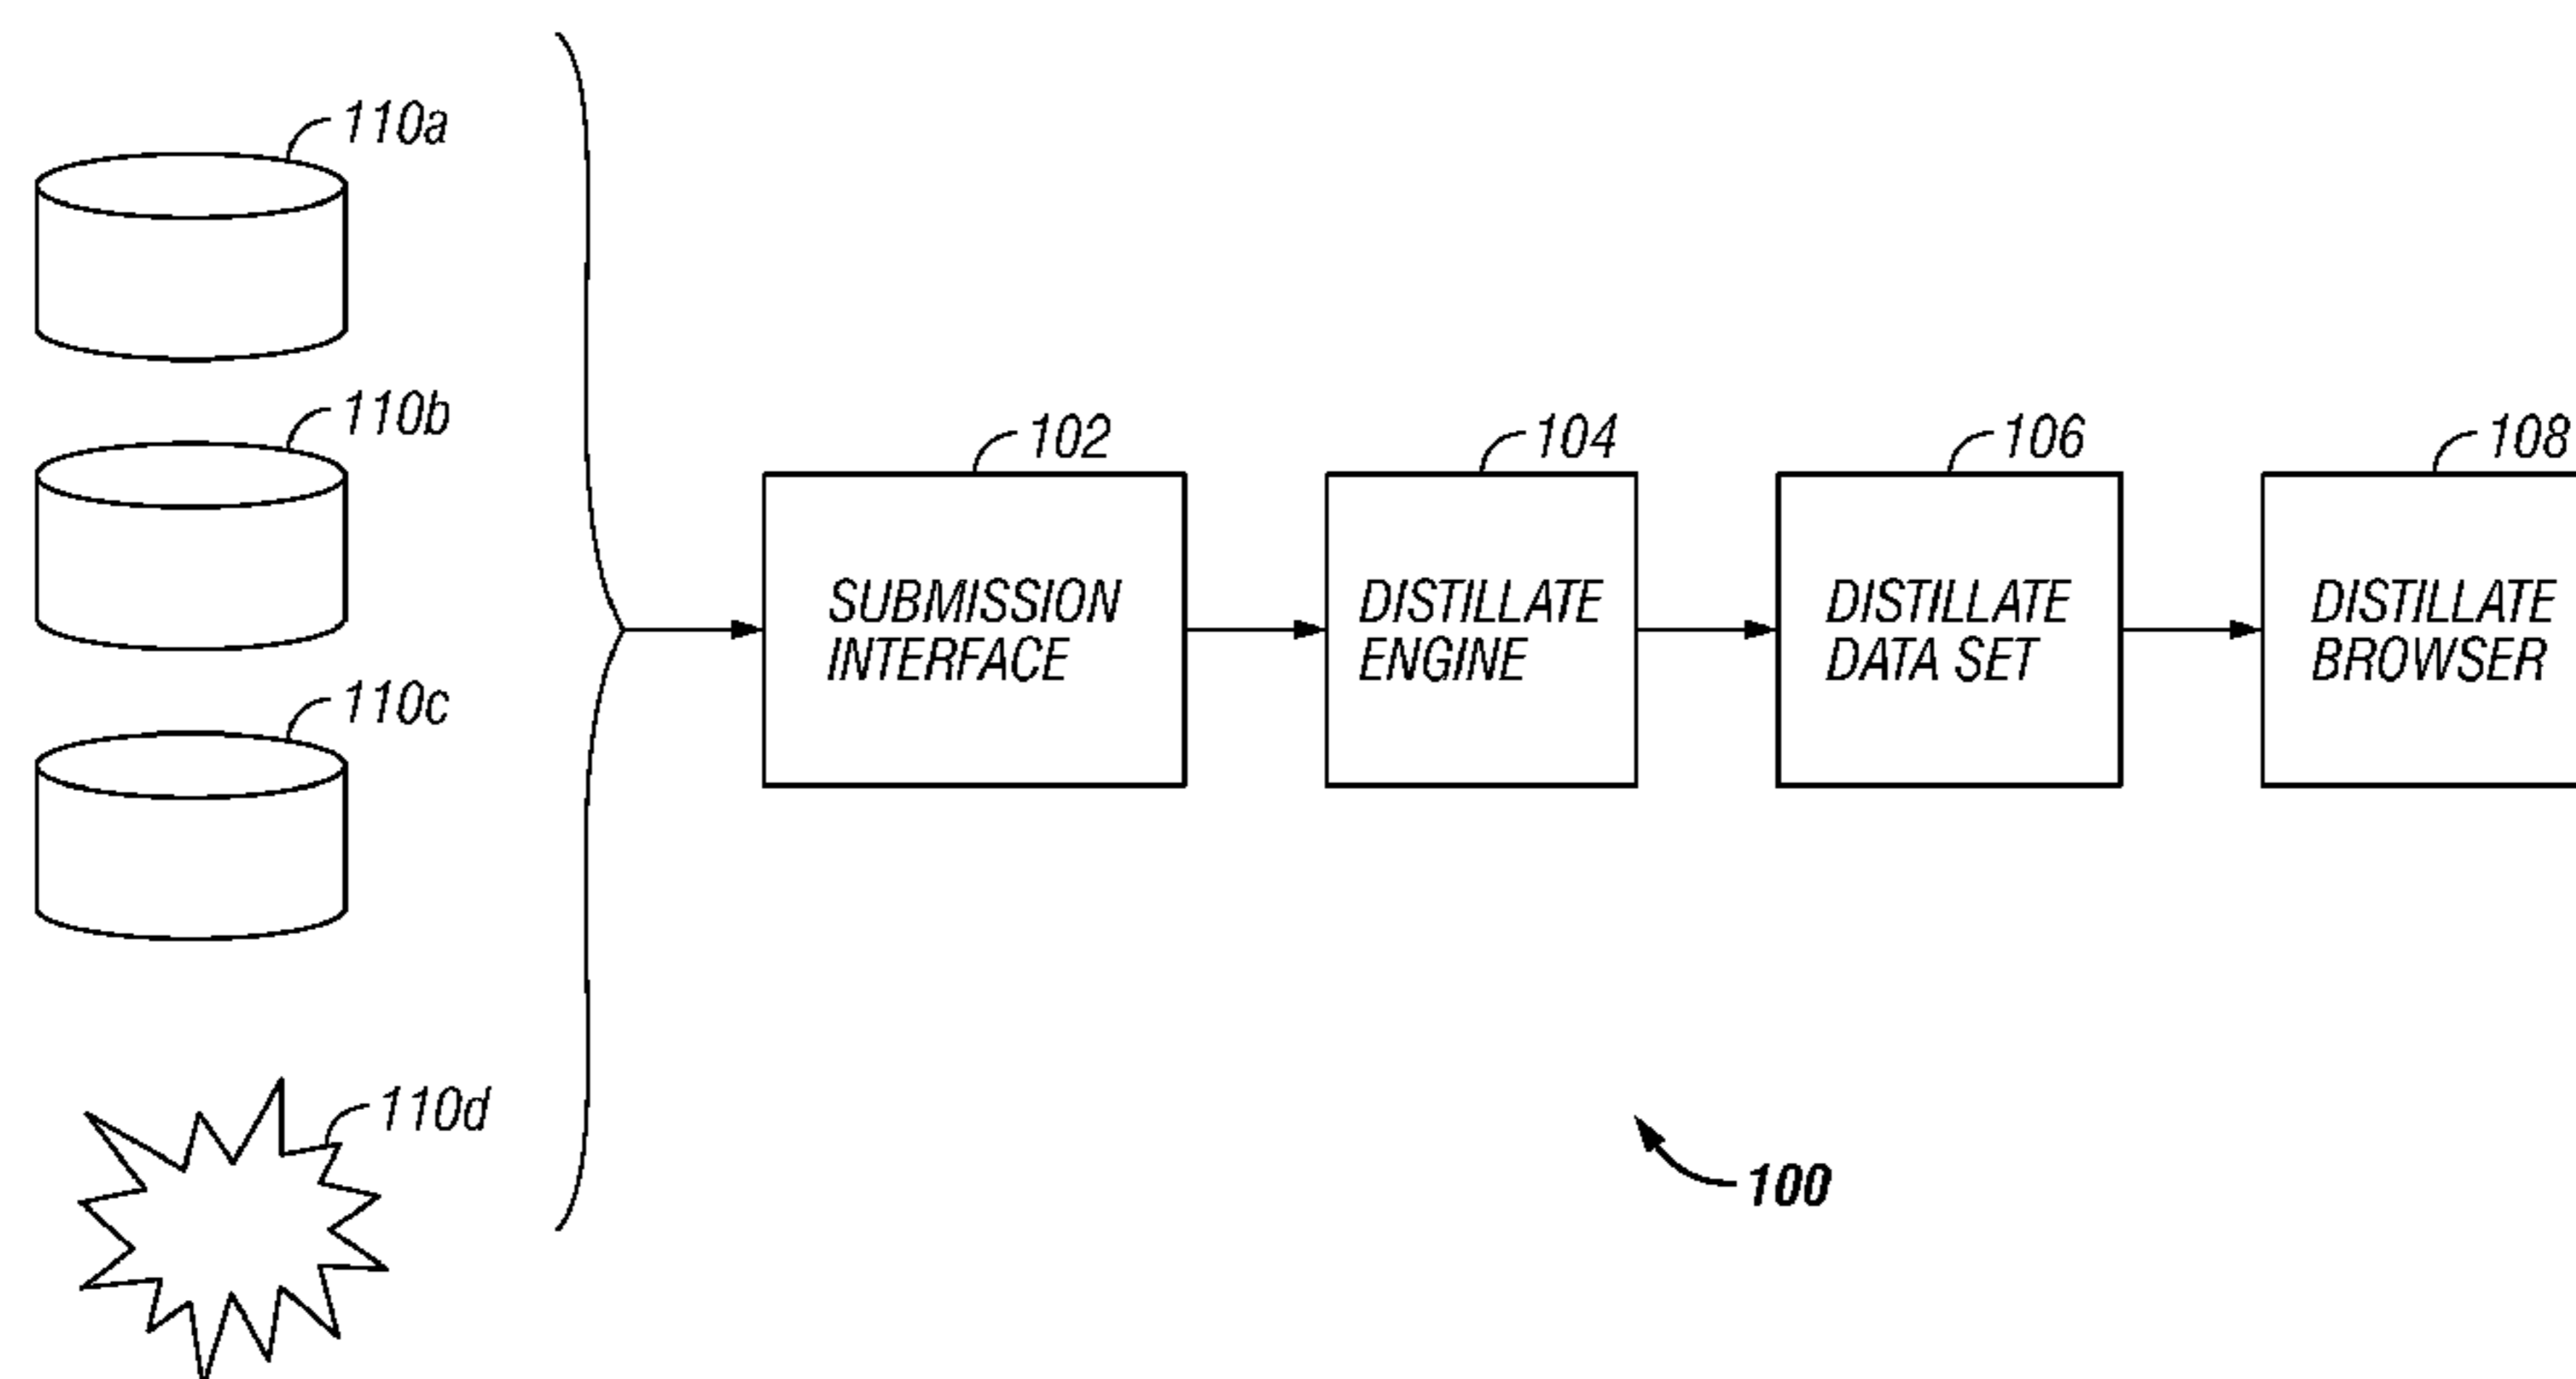 110a
110b
110c
110d
102
SUBMISSION
INTERFACE
104
DISTILLATE
ENGINE
106
DISTILLATE
DATA SET
108
DISTILLATE
BROWSER
100